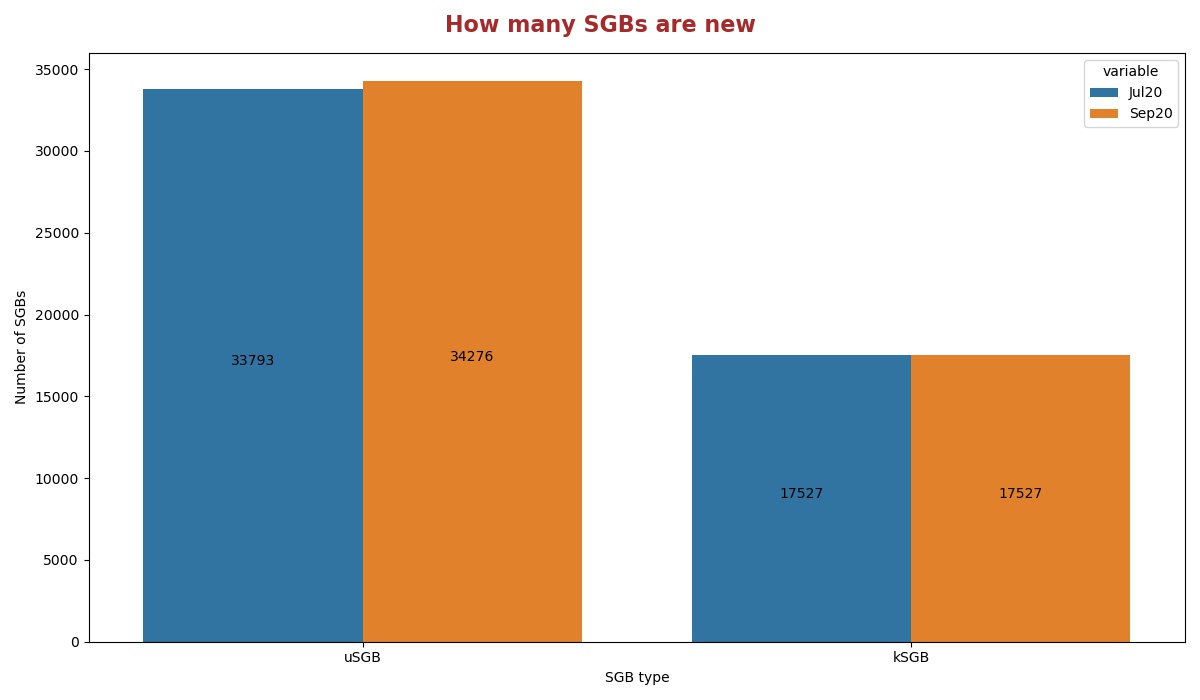 How many SGBs are new
variable
Jul20
Sep20
Number of SGBs
35000
30000
25000
20000
15000
10000
5000
0
33793
34276
17527
17527
uSGB
kSGB
SGB type